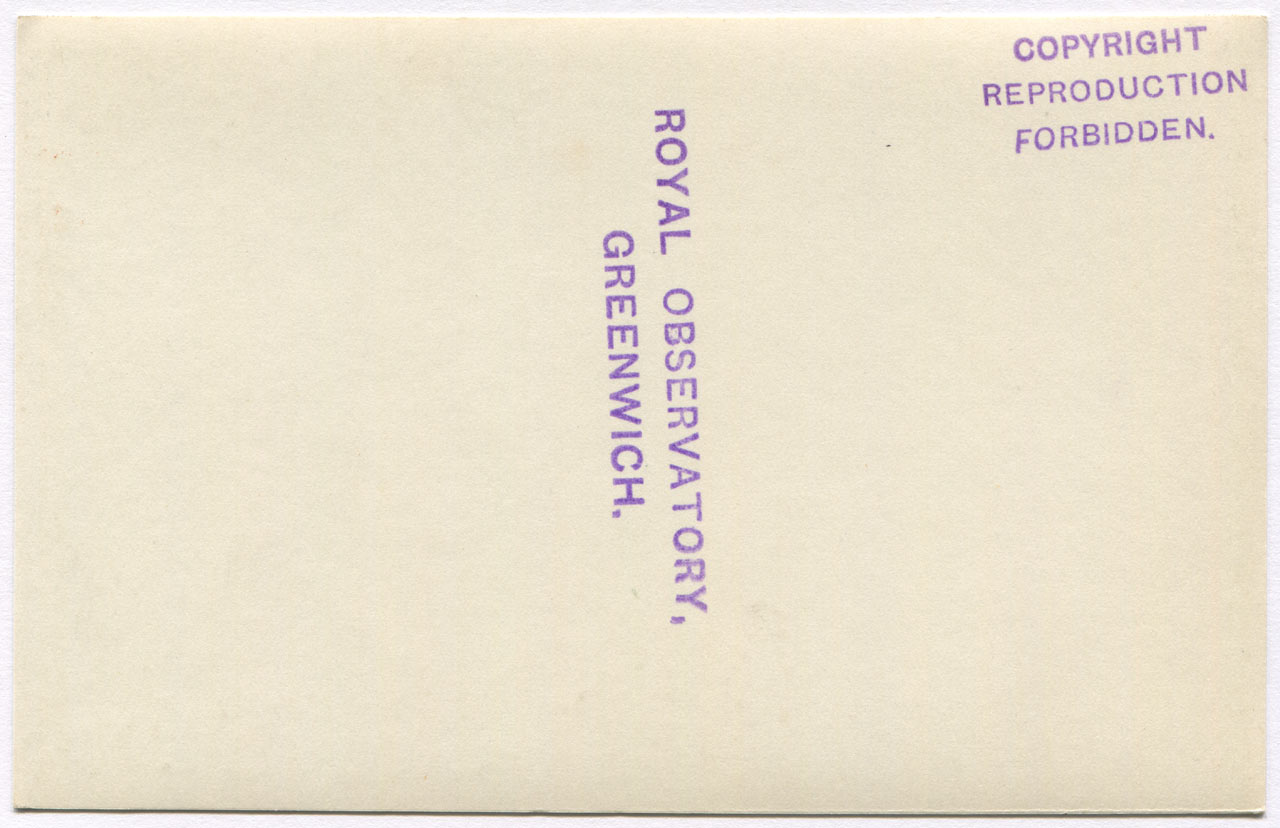 COPYRIGHT
REPRODUCTION
FORBIDDEN.
ROYAL OBSERVATORY,
GREENWICH.